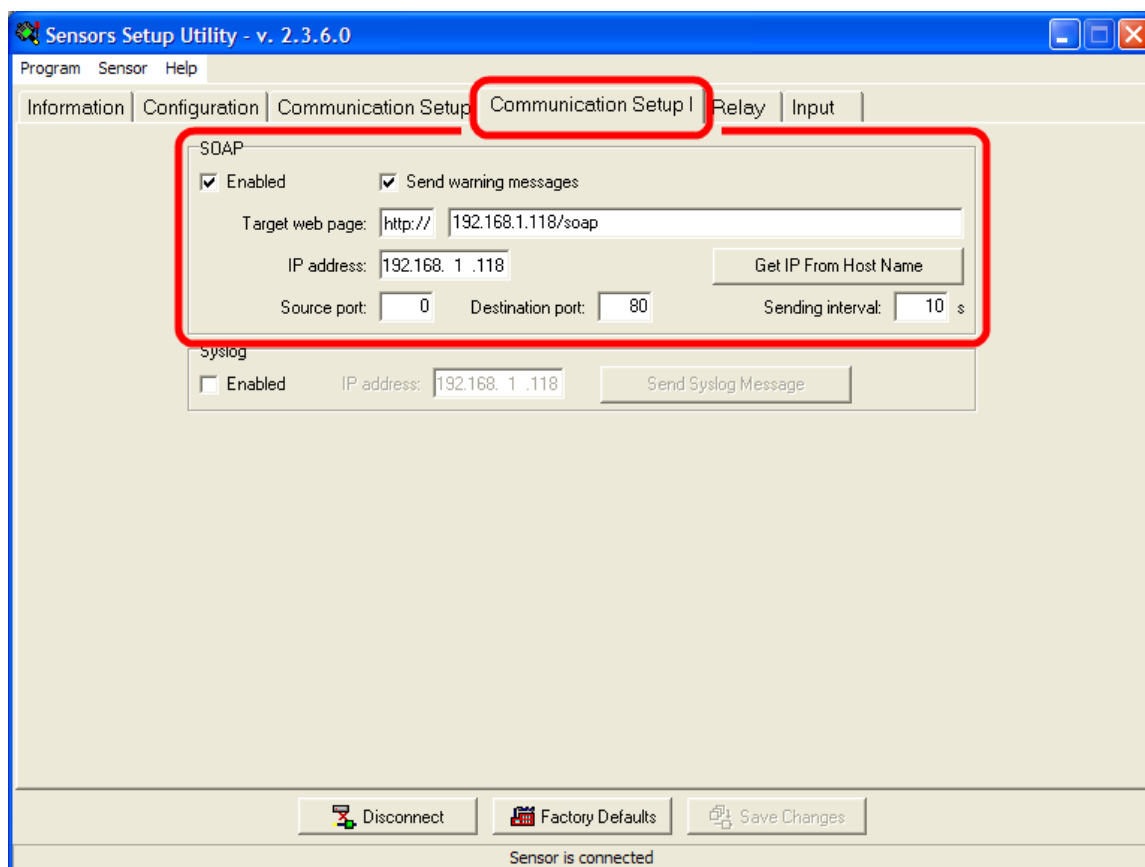 Sensors Setup Utility - v. 2.3.6.0
Program Sensor Help
Information Configuration Communication Setup Communication Setup I Relay Input
SOAP
Enabled Send warning messages
Target web page: http:// 192.168.1.118/soap
IP address: 192.168. 1 .118 Get IP From Host Name
Source port: 0 Destination port: 80 Sending interval: 10 s
Syslog
Enabled IP address: 192.168. 1 .118 Send Syslog Message
Disconnect Factory Defaults Save Changes
Sensor is connected